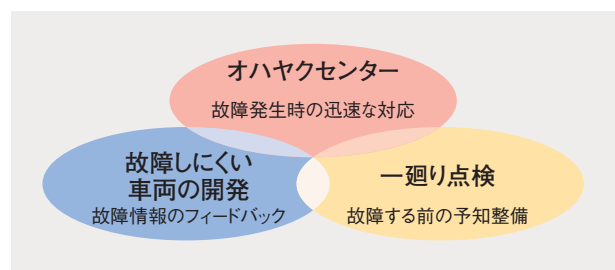 オハヤクセンター
故障発生時の迅速な対応
故障しにくい
車両の開発
故障情報のフィードバック
一廻り点検
故障する前の予知整備